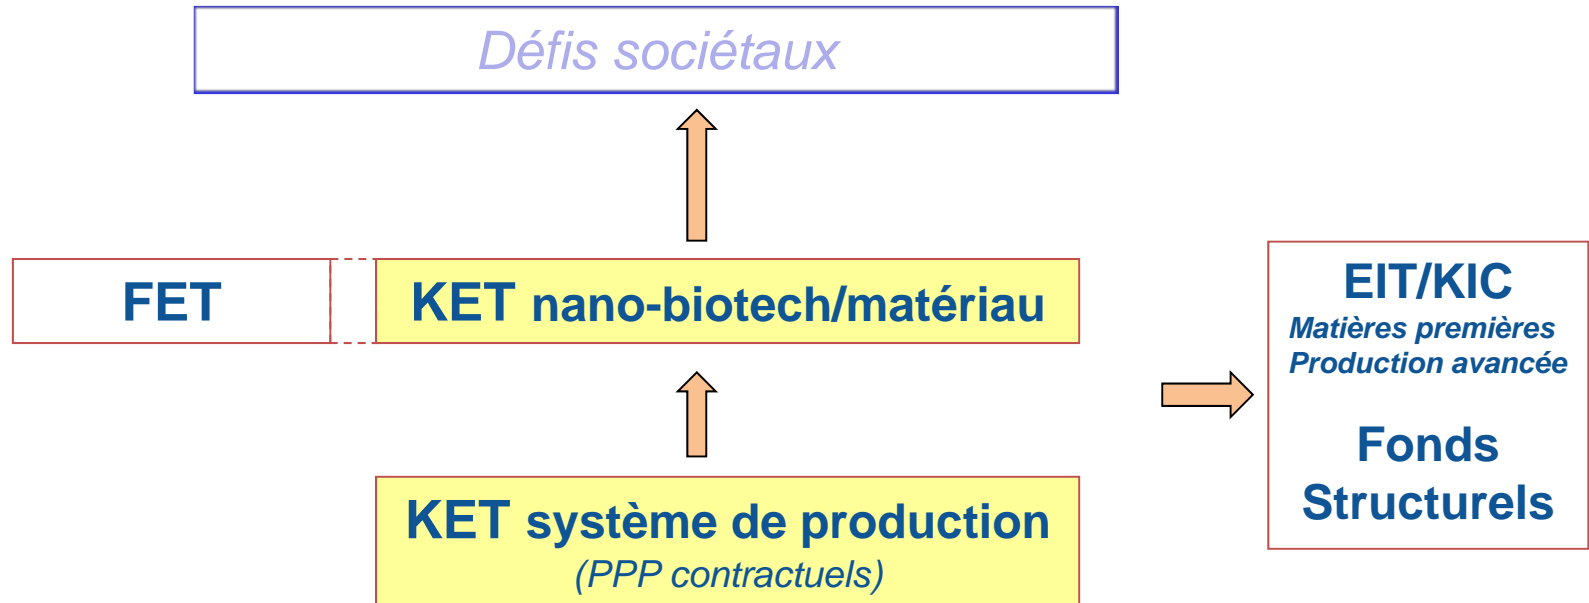 Défis sociétaux
FET
KET nano-biotech/matériau
EIT/KIC
Matières premières
Production avancée
Fonds
Structurels
KET système de production
(PPP contractuels)